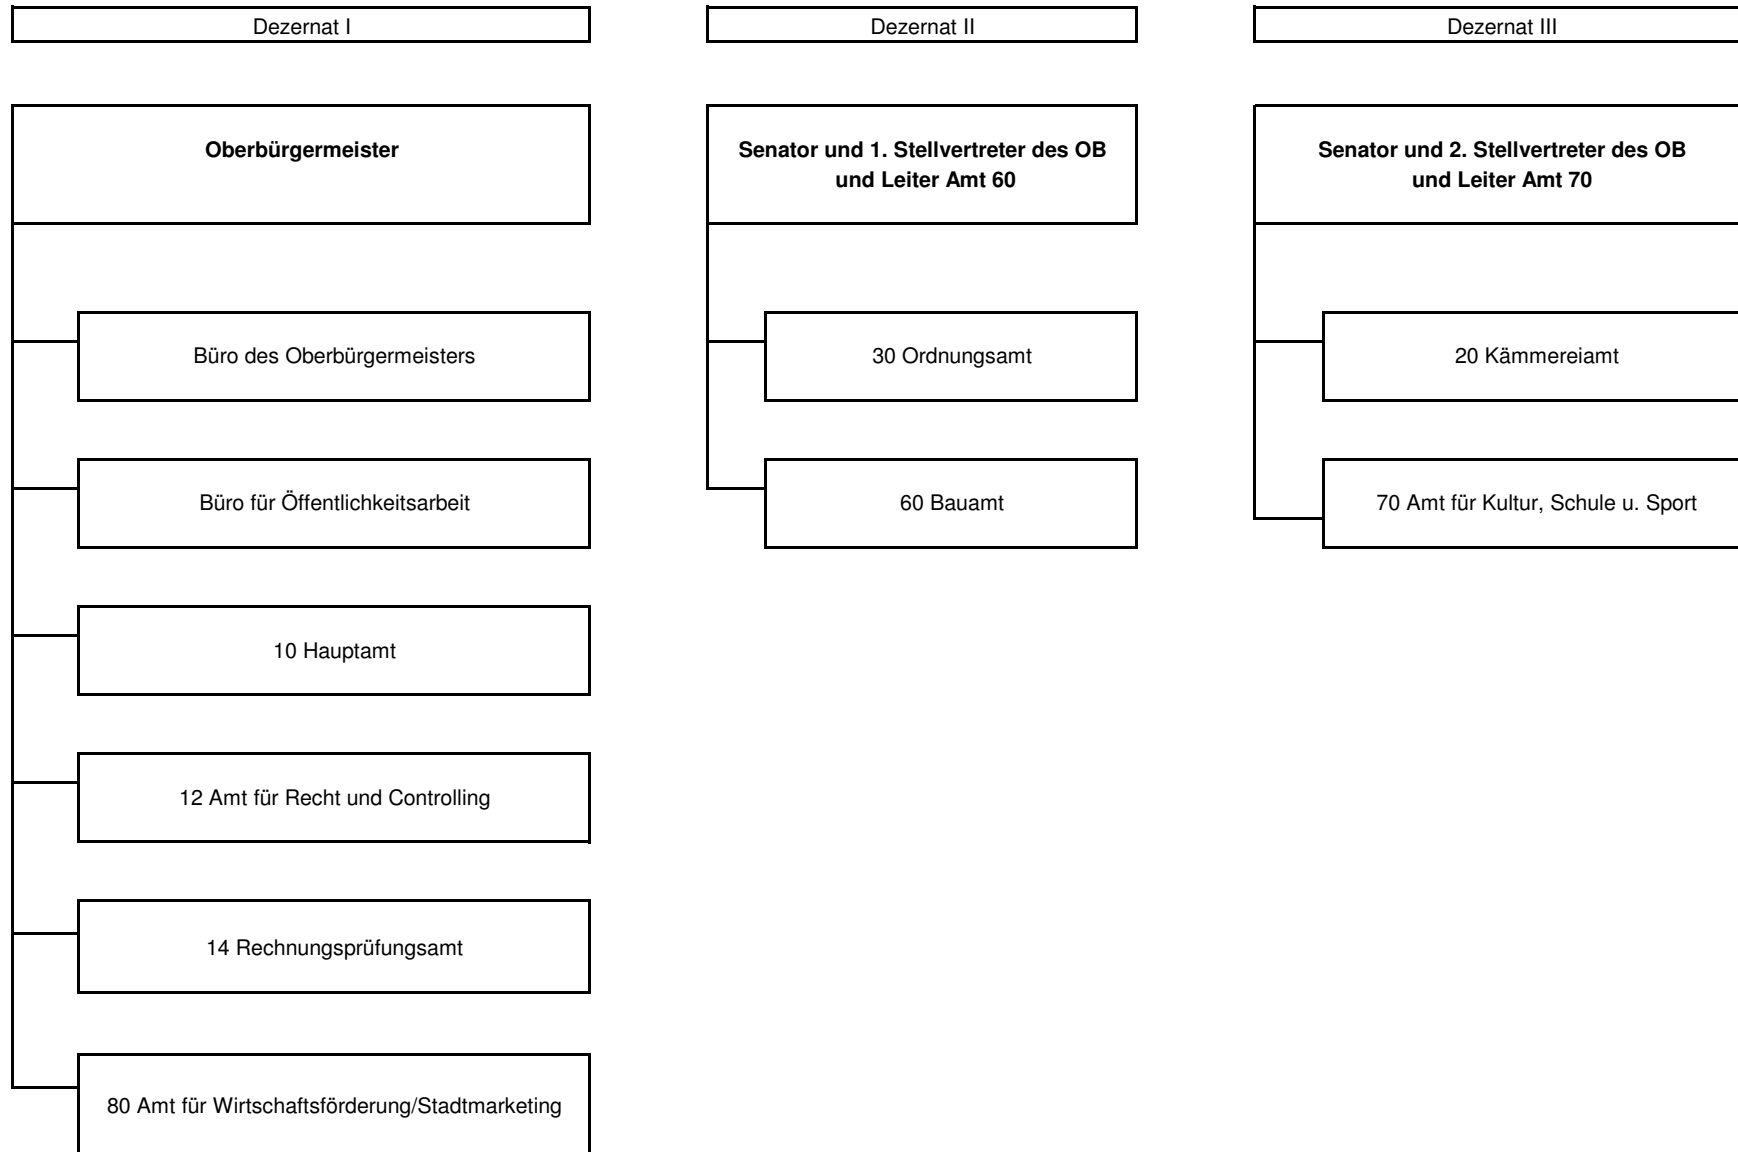 Dezernat I
Oberbürgermeister
Büro des Oberbürgermeisters
Büro für Öffentlichkeitsarbeit
10 Hauptamt
12 Amt für Recht und Controlling
14 Rechnungsprüfungsamt
80 Amt für Wirtschaftsförderung/Stadtmarketing
Dezernat II
Senator und 1. Stellvertreter des OB
und Leiter Amt 60
30 Ordnungsamt
60 Bauamt
Dezernat III
Senator und 2. Stellvertreter des OB
und Leiter Amt 70
20 Kämmereiamt
70 Amt für Kultur, Schule u. Sport